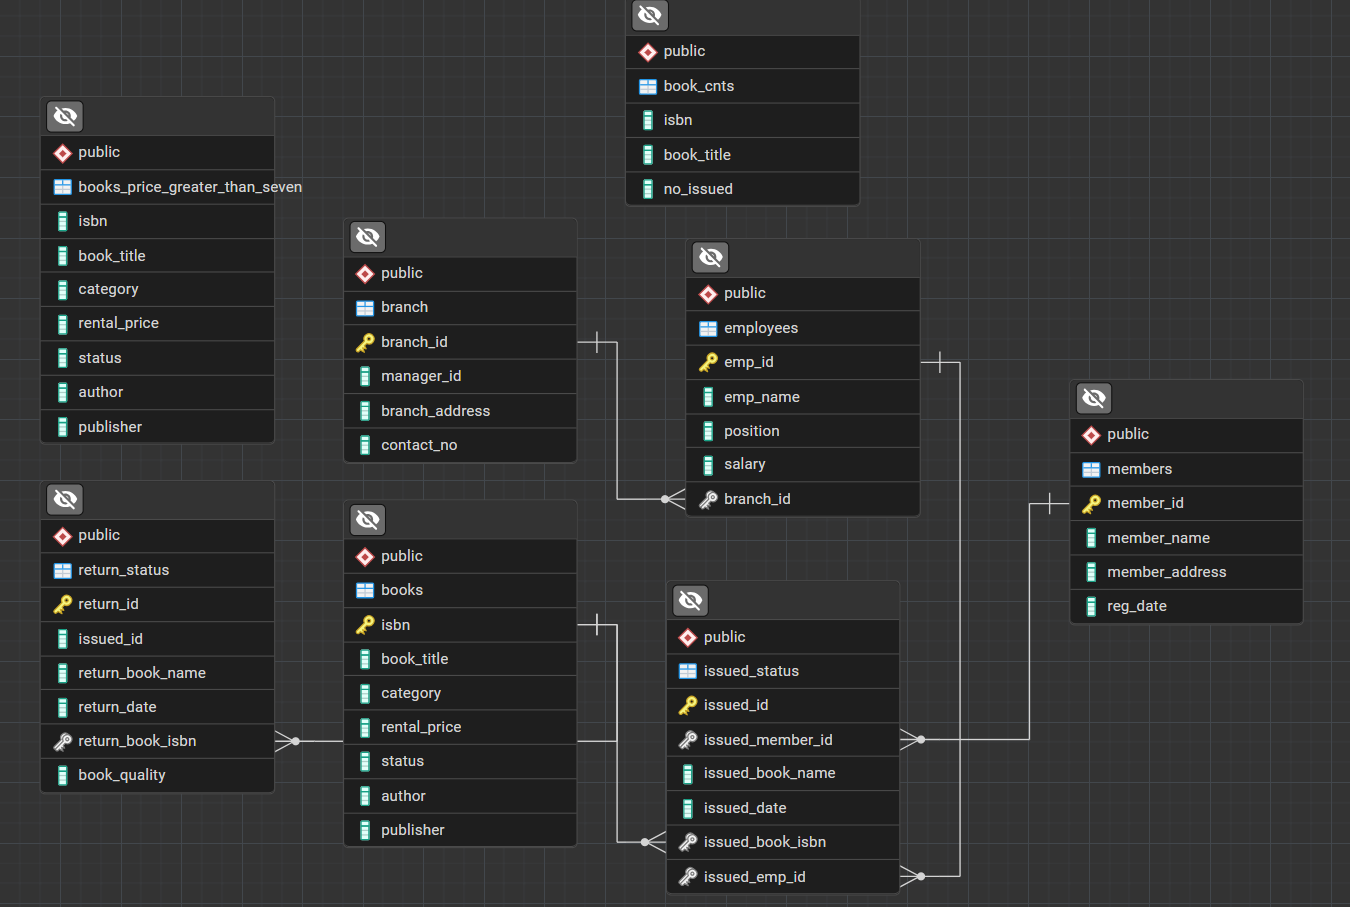 public
book_cnts
isbn
book_title
no_issued
public
books_price_greater_than_seven
isbn
book_title
category
rental_price
status
author
publisher
public
branch
branch_id
manager_id
branch_address
contact_no
public
employees
emp_id
emp_name
position
salary
branch_id
public
members
member_id
member_name
member_address
reg_date
public
return_status
return_id
issued_id
return_book_name
return_date
return_book_isbn
book_quality
public
books
isbn
book_title
category
rental_price
status
author
publisher
public
issued_status
issued_id
issued_member_id
issued_book_name
issued_date
issued_book_isbn
issued_emp_id